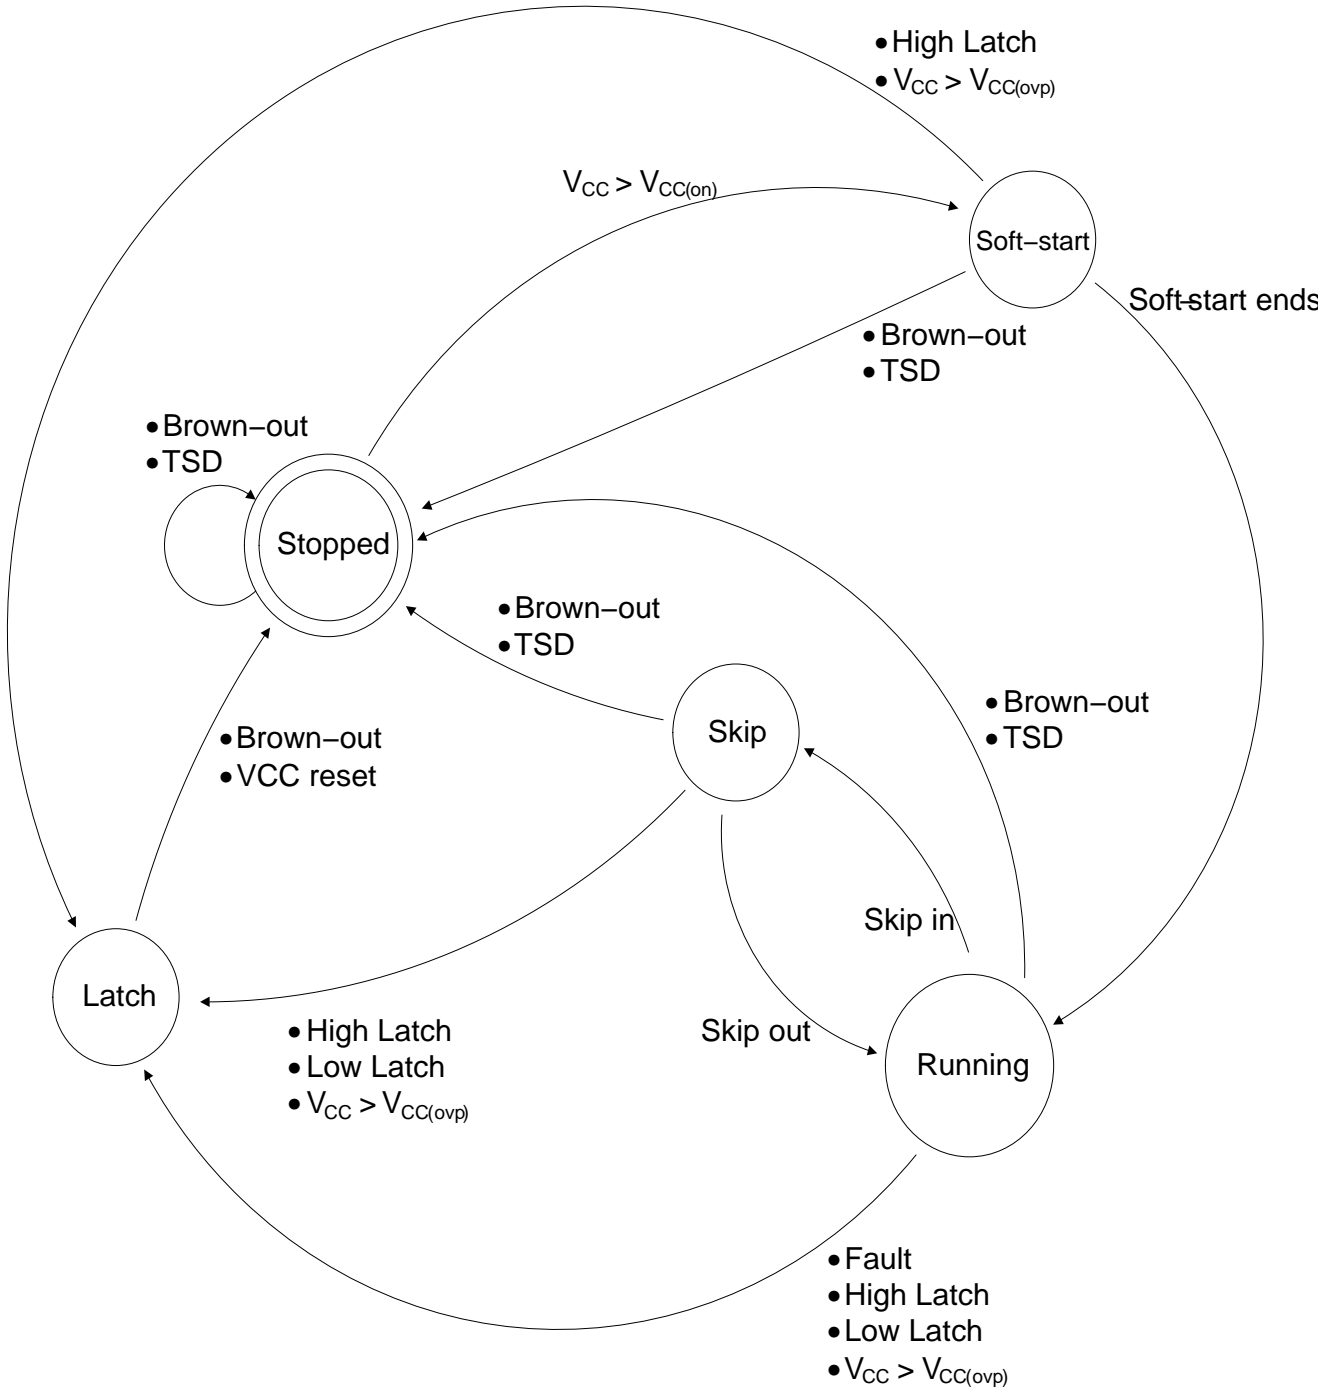 • High Latch
• VCC > VCC(ovp)
VCC > VCC(on)
Soft−start
Soft−start ends
• Brown−out
• TSD
• Brown−out
• TSD
Stopped
• Brown−out
• TSD
• Brown−out
• TSD
Skip
• Brown−out
• VCC reset
Skip in
Latch
Skip out
• High Latch
• Low Latch
• VCC > VCC(ovp)
Running
• Fault
• High Latch
• Low Latch
• VCC > VCC(ovp)